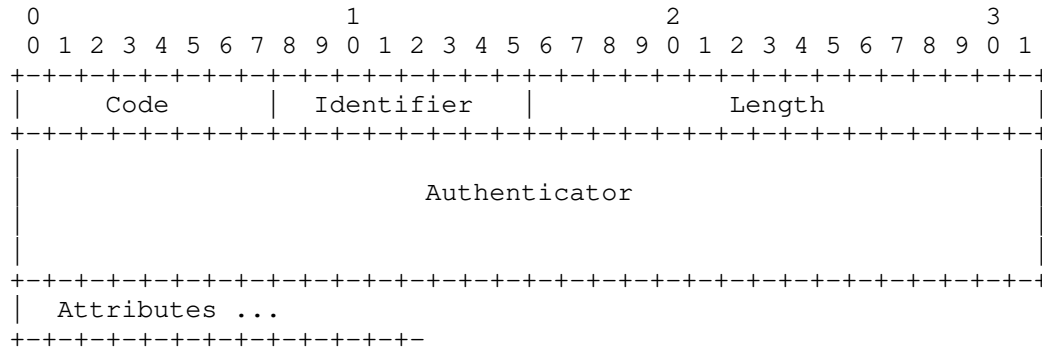 0                   1                   2                   3
0 1 2 3 4 5 6 7 8 9 0 1 2 3 4 5 6 7 8 9 0 1 2 3 4 5 6 7 8 9 0 1
+-+-+-+-+-+-+-+-+-+-+-+-+-+-+-+-+-+-+-+-+-+-+-+-+-+-+-+-+-+-+-+-+
|     Code      |  Identifier   |            Length             |
+-+-+-+-+-+-+-+-+-+-+-+-+-+-+-+-+-+-+-+-+-+-+-+-+-+-+-+-+-+-+-+-+
|                                                               |
|                         Authenticator                         |
|                                                               |
|                                                               |
+-+-+-+-+-+-+-+-+-+-+-+-+-+-+-+-+-+-+-+-+-+-+-+-+-+-+-+-+-+-+-+-+
|  Attributes ...
+-+-+-+-+-+-+-+-+-+-+-+-+-